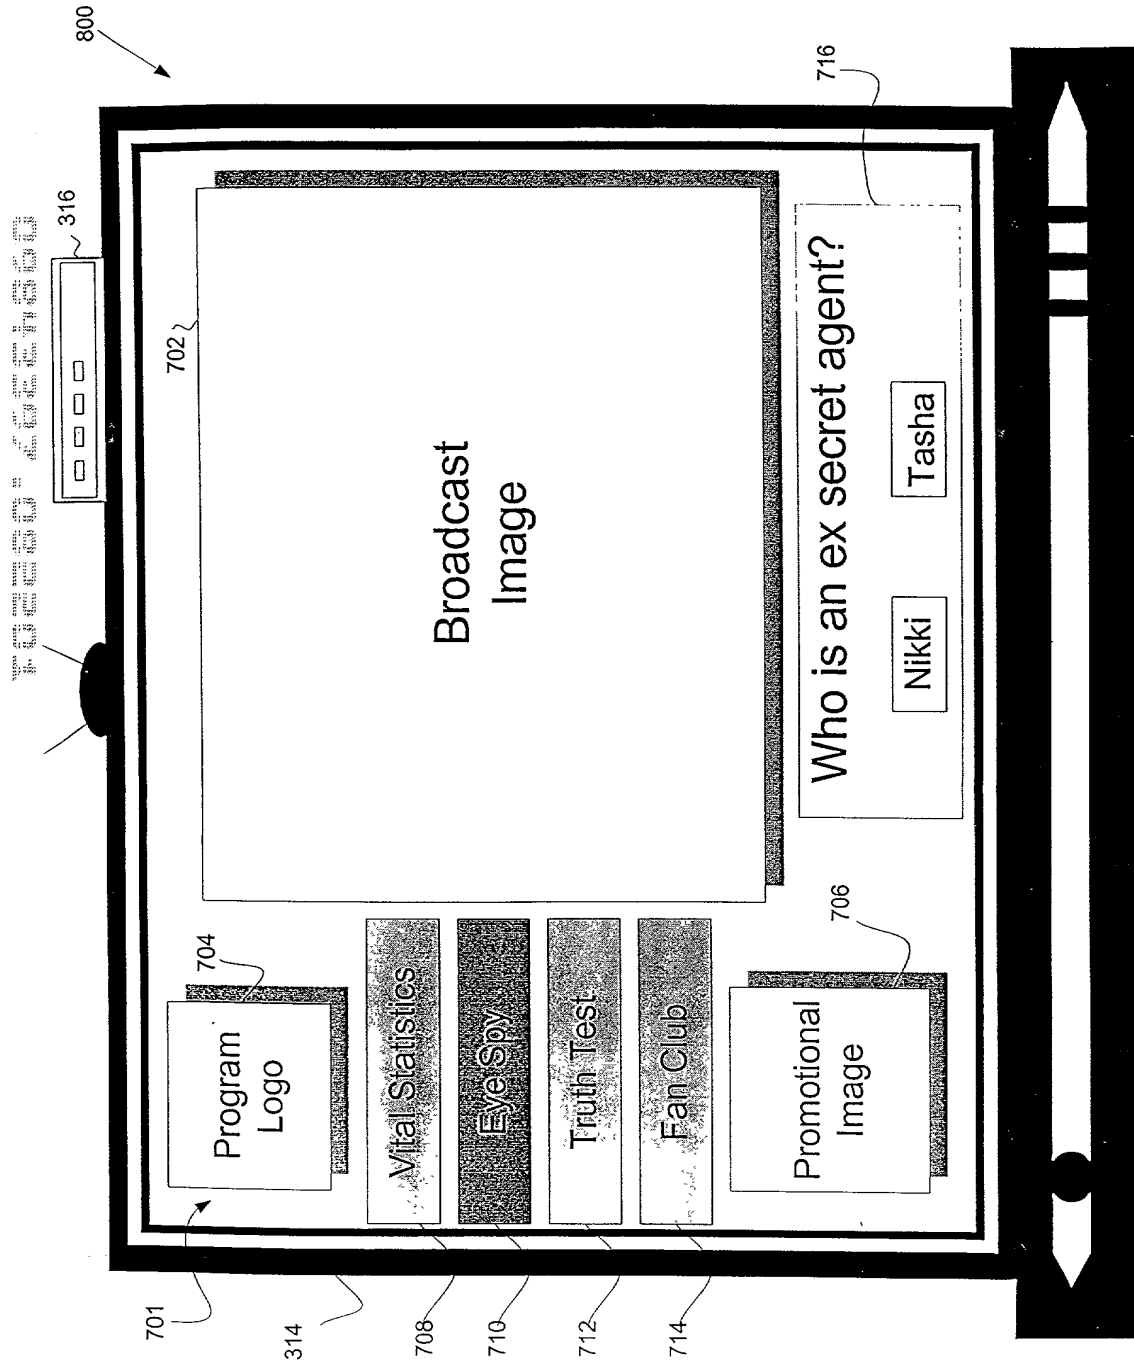 800
316
702
Broadcast
Image
704
Program
Logo
701
314
Vital Statistics
708
Eye Spy
710
Truth Test
712
Fan Club
714
706
Promotional
Image
716
Who is an ex secret agent?
Nikki
Tasha